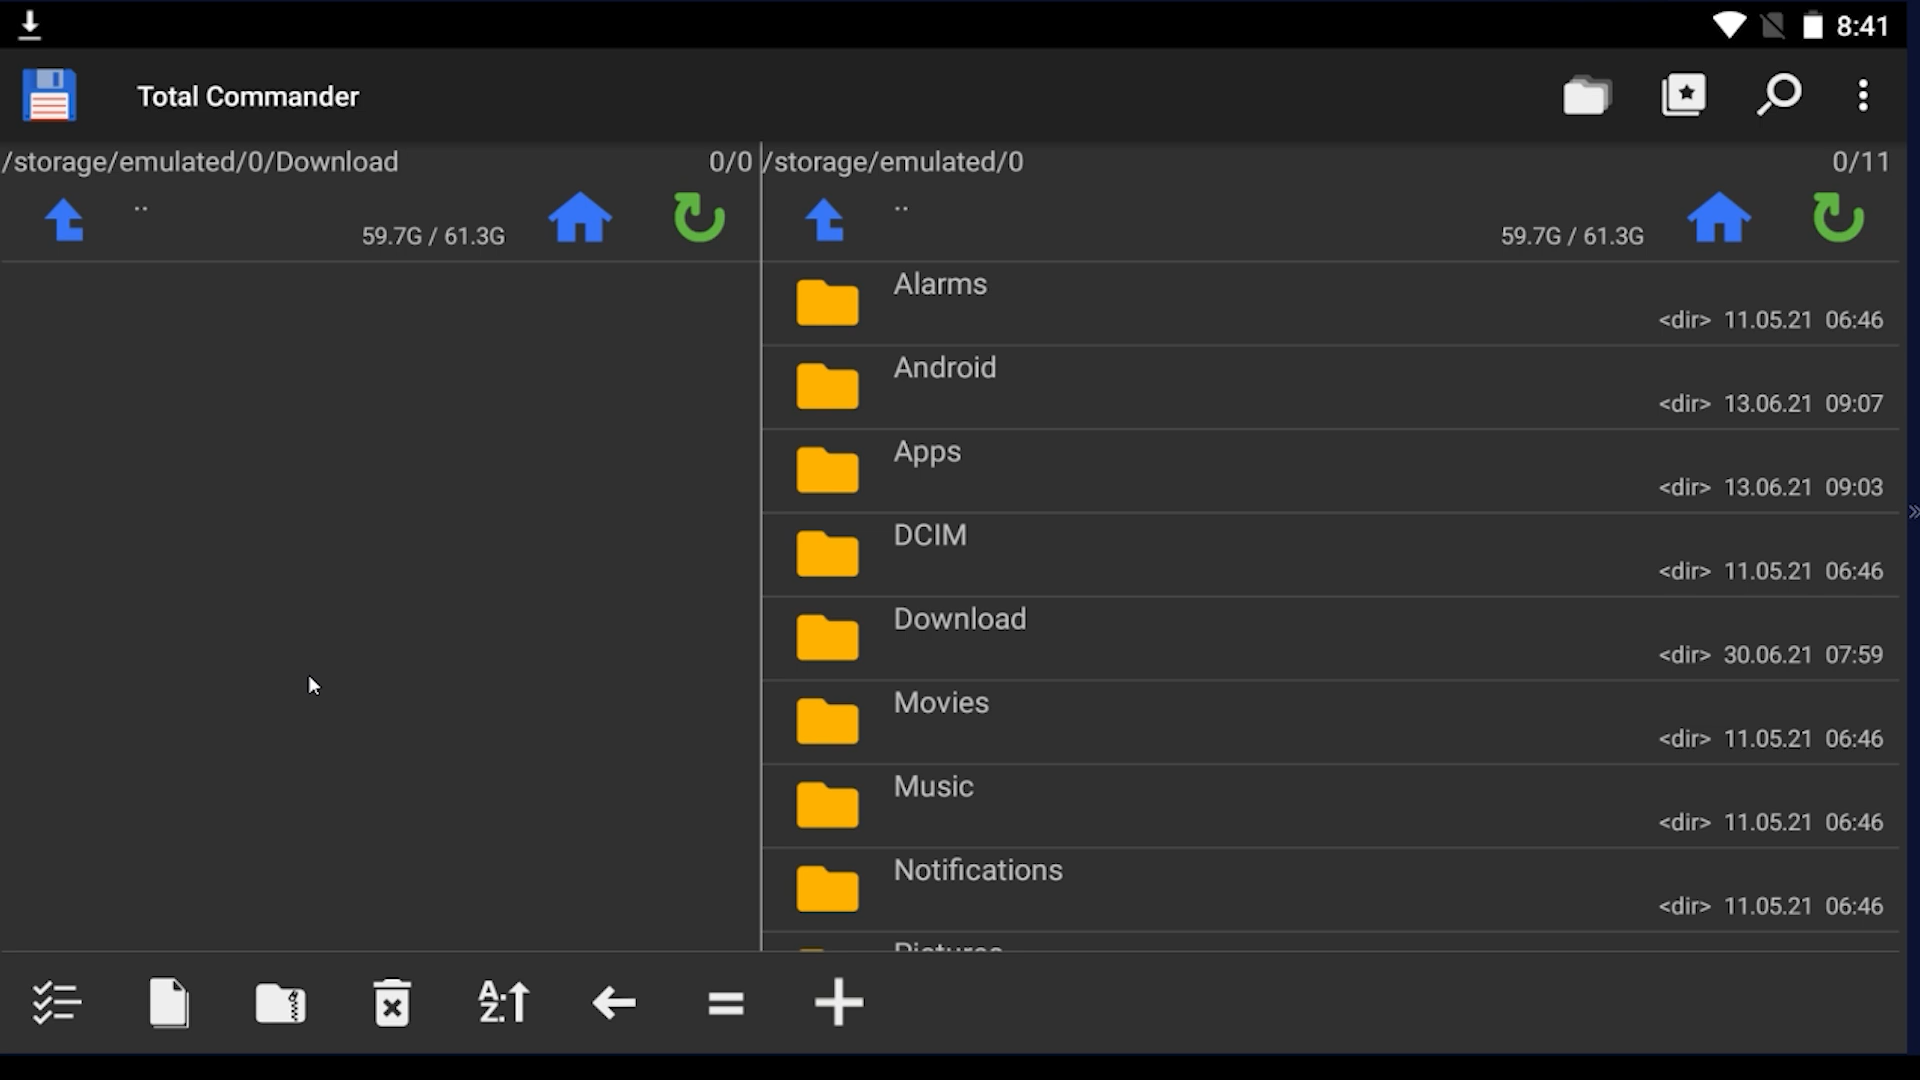 8:41
Total Commander
/storage/emulated/0/Download 0/0
..
59.7G / 61.3G
/storage/emulated/0 0/11
..
59.7G / 61.3G
Alarms
<dir> 11.05.21 06:46
Android
<dir> 13.06.21 09:07
Apps
<dir> 13.06.21 09:03
DCIM
<dir> 11.05.21 06:46
Download
<dir> 30.06.21 07:59
Movies
<dir> 11.05.21 06:46
Music
<dir> 11.05.21 06:46
Notifications
<dir> 11.05.21 06:46
Pictures
A:Z: